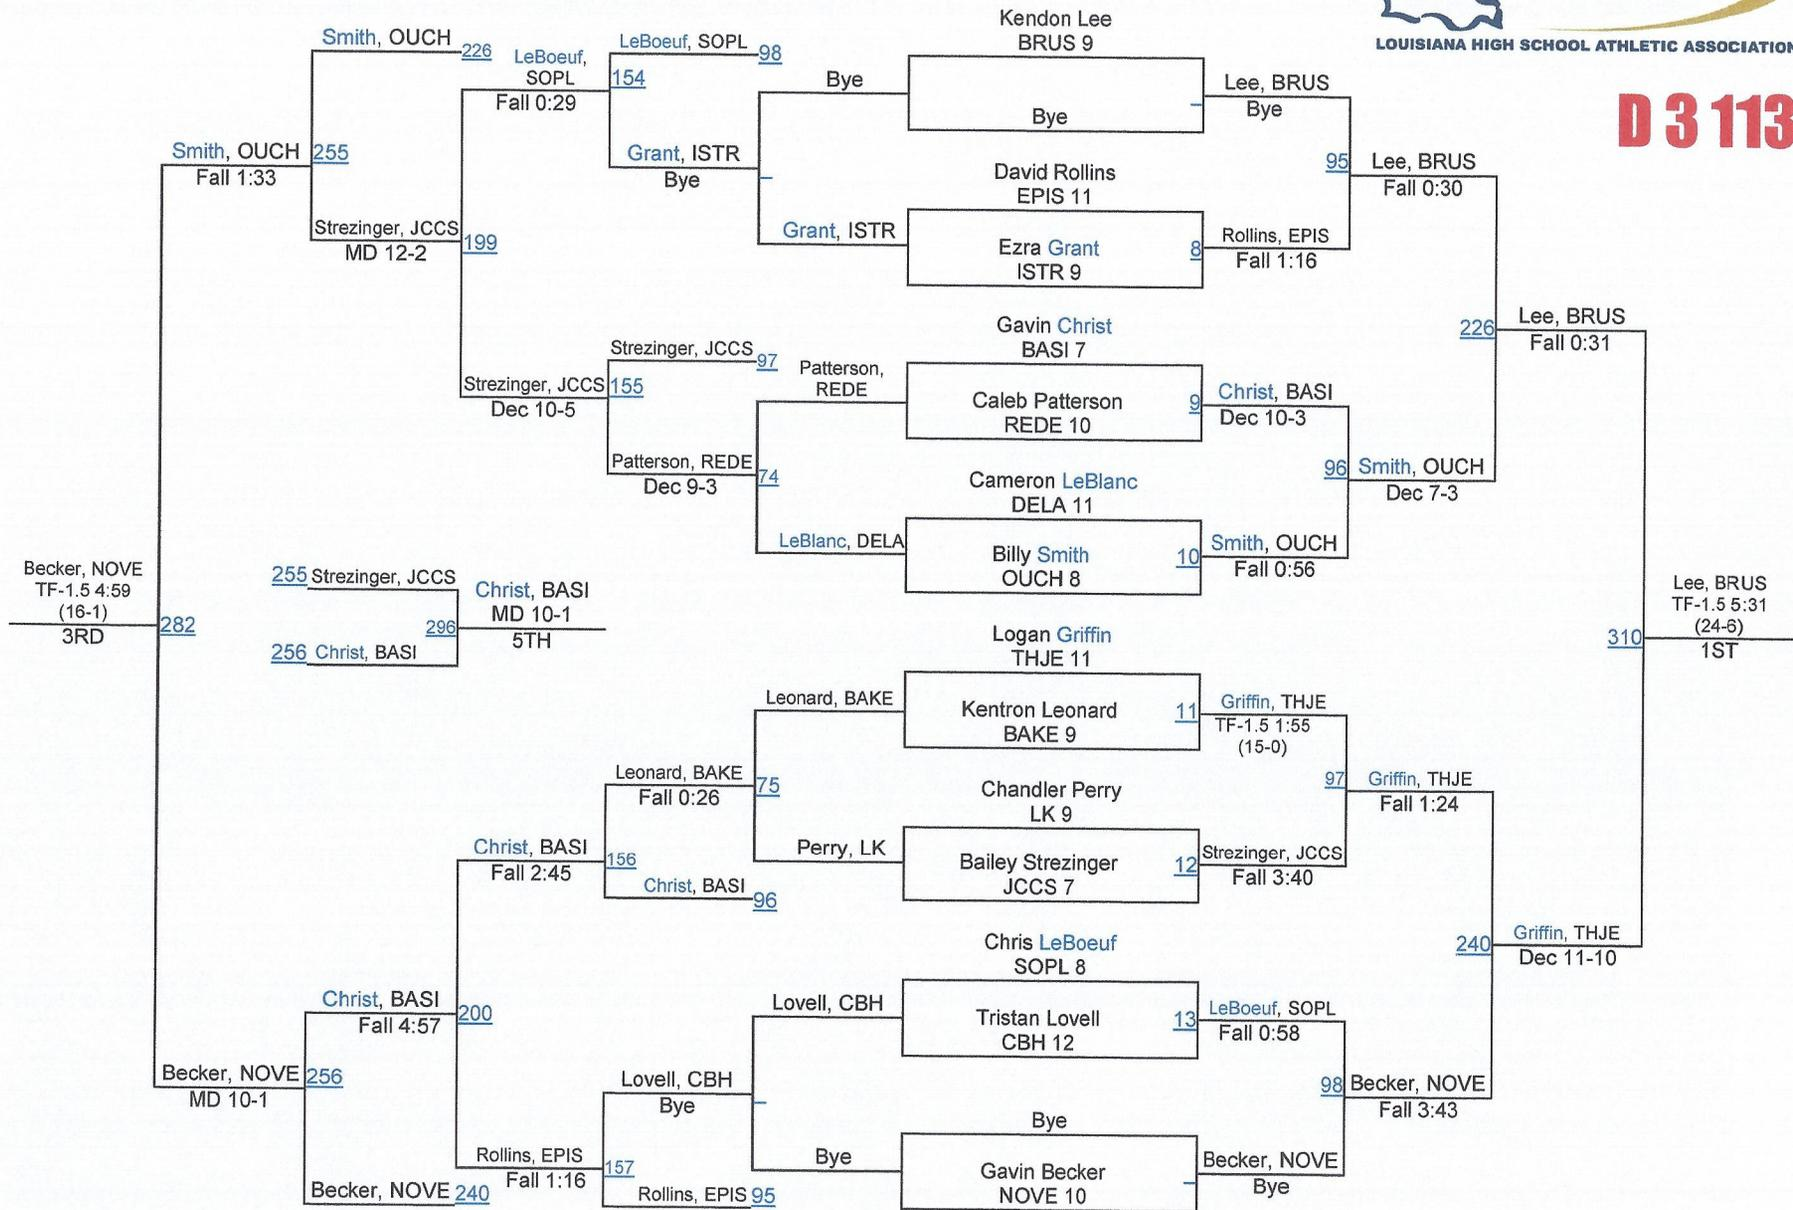 LOUISIANA HIGH SCHOOL ATHLETIC ASSOCIATION
D 3 113
Kendon Lee
BRUS 9
Bye
David Rollins
EPIS 11
Ezra Grant 8
ISTR 9
Gavin Christ
BASI 7
Caleb Patterson 9
REDE 10
Cameron LeBlanc
DELA 11
Billy Smith 10
OUCH 8
Logan Griffin
THJE 11
Kentron Leonard 11
BAKE 9
Chandler Perry
LK 9
Bailey Strezinger 12
JCCS 7
Chris LeBoeuf
SOPL 8
Tristan Lovell 13
CBH 12
Bye
Gavin Becker
NOVE 10
Lee, BRUS
Bye
95
Rollins, EPIS
Fall 1:16
Christ, BASI
Dec 10-3
96
Smith, OUCH
Fall 0:56
Griffin, THJE
TF-1.5 1:55
(15-0)
97
Strezinger, JCCS
Fall 3:40
LeBoeuf, SOPL
Fall 0:58
98
Becker, NOVE
Bye
Lee, BRUS
Fall 0:30
226
Smith, OUCH
Dec 7-3
Griffin, THJE
Fall 1:24
240
Becker, NOVE
Fall 3:43
Lee, BRUS
Fall 0:31
310
Griffin, THJE
Dec 11-10
Lee, BRUS
TF-1.5 5:31
(24-6)
1ST
Bye
Grant, ISTR
Patterson,
REDE
74
LeBlanc, DELA
Leonard, BAKE
75
Perry, LK
Lovell, CBH
Bye
LeBoeuf, SOPL 98
154
Grant, ISTR
Bye
Strezinger, JCCS 97
155
Patterson, REDE
Dec 9-3
Leonard, BAKE
Fall 0:26
156
Christ, BASI
96
Lovell, CBH
Bye
157
Rollins, EPIS 95
LeBoeuf,
SOPL
Fall 0:29
199
Strezinger, JCCS
Dec 10-5
Christ, BASI
Fall 2:45
200
Rollins, EPIS
Fall 1:16
Smith, OUCH 226
255
Strezinger, JCCS
MD 12-2
Christ, BASI
Fall 4:57
256
Becker, NOVE 240
Smith, OUCH
Fall 1:33
282
Becker, NOVE
MD 10-1
Becker, NOVE
TF-1.5 4:59
(16-1)
3RD
255 Strezinger, JCCS
296
256 Christ, BASI
Christ, BASI
MD 10-1
5TH